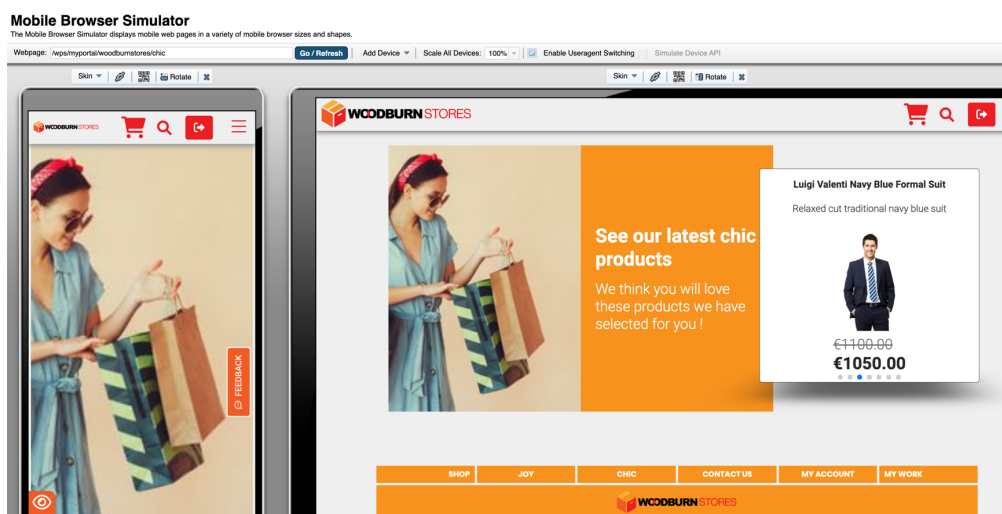 Mobile Browser Simulator
The Mobile Browser Simulator displays mobile web pages in a variety of mobile browser sizes and shapes.
Webpage: /wps/myportal/woodburnstores/chic Go / Refresh Add Device Scale All Devices: 100% Enable Useragent Switching Simulate Device API
Skin Rotate
Skin Rotate
WOODBURN STORES
FEEDBACK
WOODBURN STORES
See our latest chic
products
We think you will love
these products we have
selected for you !
Luigi Valenti Navy Blue Formal Suit
Relaxed cut traditional navy blue suit
€1100.00
€1050.00
SHOP JOY CHIC CONTACT US MY ACCOUNT MY WORK
WOODBURN STORES